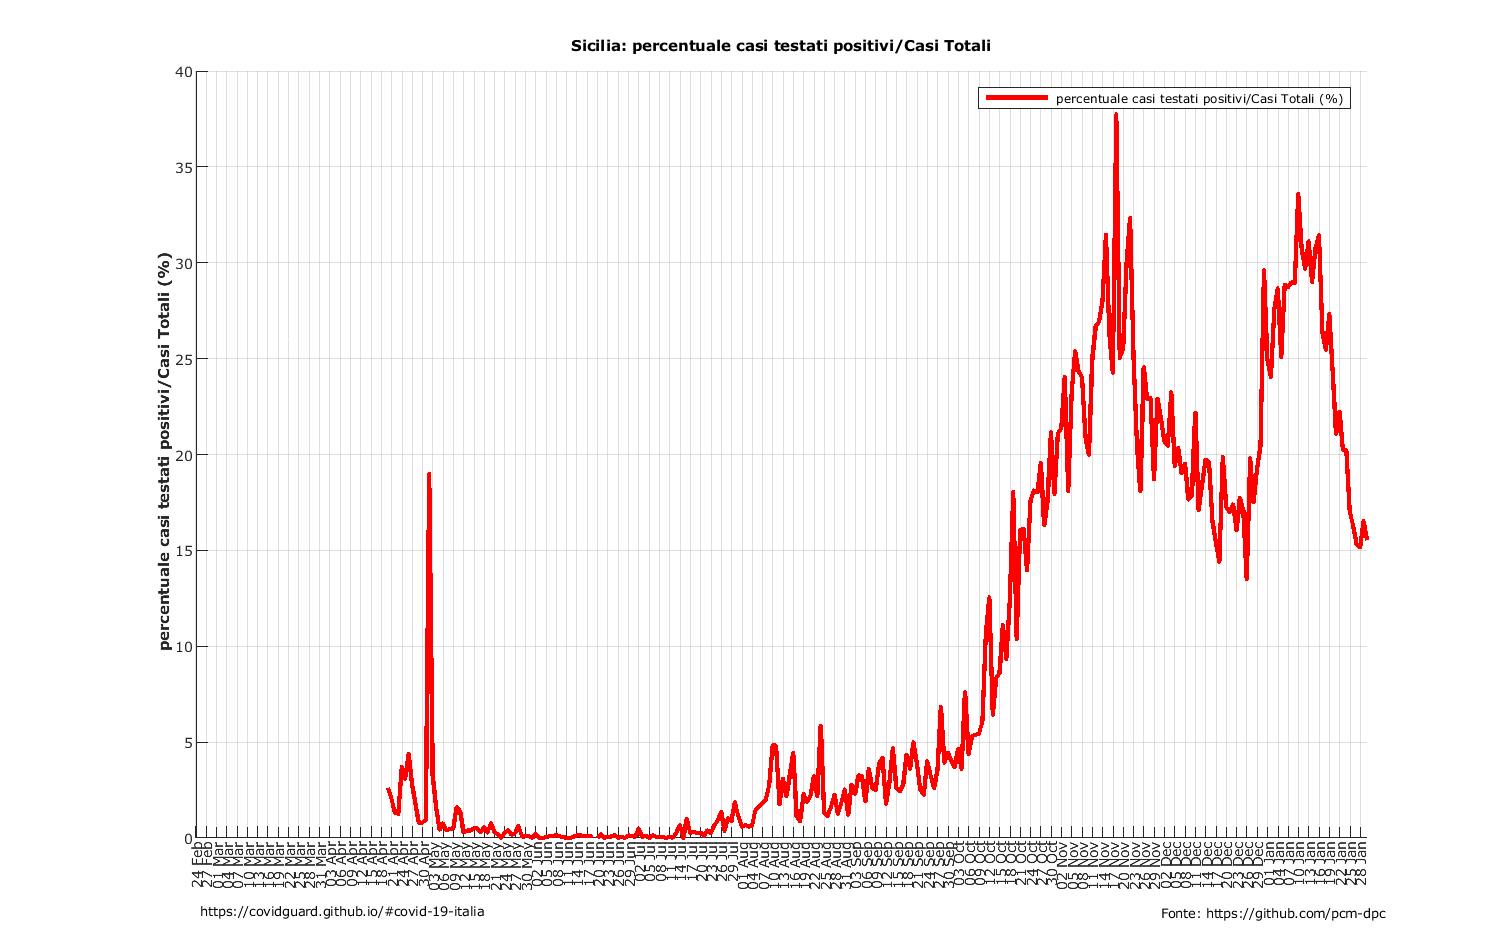 Sicilia: percentuale casi testati positivi/Casi Totali
percentuale casi testati positivi/Casi Totali (%)
percentuale casi testati positivi/Casi Totali (%)
40
35
30
25
20
15
10
5
0
24 Feb
27 Feb
01 Mar
04 Mar
07 Mar
10 Mar
13 Mar
16 Mar
19 Mar
22 Mar
25 Mar
28 Mar
31 Mar
03 Apr
06 Apr
09 Apr
12 Apr
15 Apr
18 Apr
21 Apr
24 Apr
27 Apr
30 Apr
03 May
06 May
09 May
12 May
15 May
18 May
21 May
24 May
27 May
30 May
02 Jun
05 Jun
08 Jun
11 Jun
14 Jun
17 Jun
20 Jun
23 Jun
26 Jun
29 Jun
02 Jul
05 Jul
08 Jul
11 Jul
14 Jul
17 Jul
20 Jul
23 Jul
26 Jul
29 Jul
01 Aug
04 Aug
07 Aug
10 Aug
13 Aug
16 Aug
19 Aug
22 Aug
25 Aug
28 Aug
31 Aug
03 Sep
06 Sep
09 Sep
12 Sep
15 Sep
18 Sep
21 Sep
24 Sep
27 Sep
30 Sep
03 Oct
06 Oct
09 Oct
12 Oct
15 Oct
18 Oct
21 Oct
24 Oct
27 Oct
30 Oct
02 Nov
05 Nov
08 Nov
11 Nov
14 Nov
17 Nov
20 Nov
23 Nov
26 Nov
29 Nov
02 Dec
05 Dec
08 Dec
11 Dec
14 Dec
17 Dec
20 Dec
23 Dec
26 Dec
29 Dec
01 Jan
04 Jan
07 Jan
10 Jan
13 Jan
16 Jan
19 Jan
22 Jan
25 Jan
28 Jan
https://covidguard.github.io/#covid-19-italia
Fonte: https://github.com/pcm-dpc